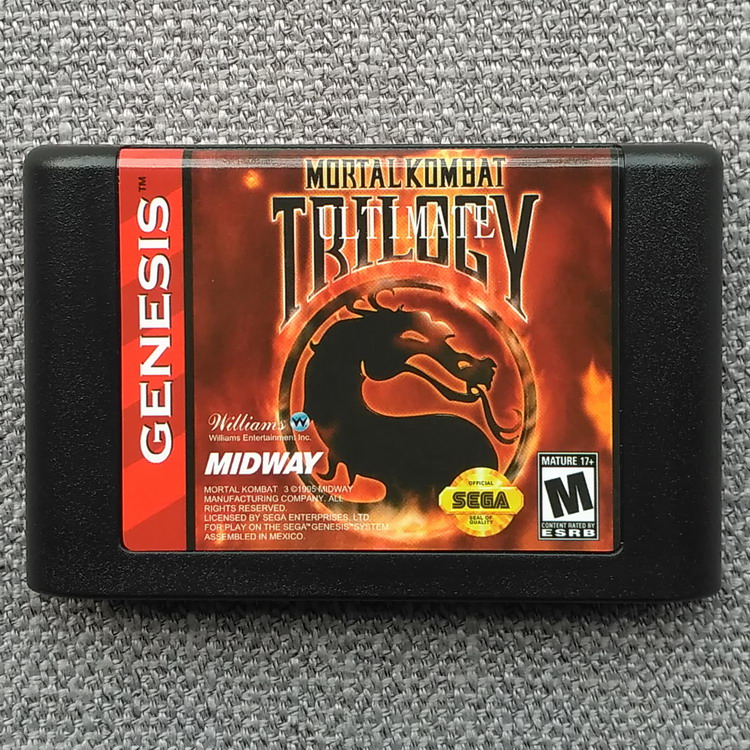 GENESIS™
MORTAL KOMBAT
TRILOGY
ULTIMATE
Williams W
Williams Entertainment Inc.
MIDWAY
MORTAL KOMBAT 3 ©1995 MIDWAY
MANUFACTURING COMPANY. ALL
RIGHTS RESERVED.
LICENSED BY SEGA ENTERPRISES, LTD.
FOR PLAY ON THE SEGA™ GENESIS™ SYSTEM.
ASSEMBLED IN MEXICO.
OFFICIAL
SEGA
SEAL OF
QUALITY
MATURE 17+
M
CONTENT RATED BY
ESRB